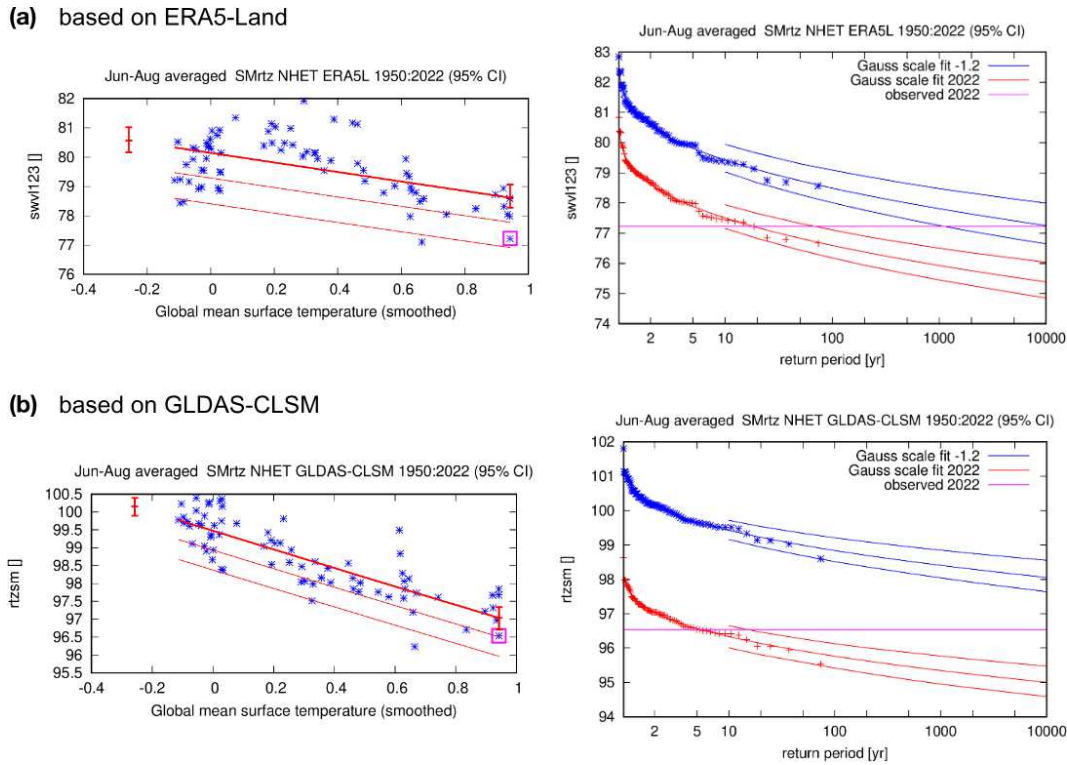 (a) based on ERA5-Land
Jun-Aug averaged SMrtz NHET ERA5L 1950:2022 (95% CI)
swvl123 []
82
81
80
79
78
77
76
-0.4 -0.2 0 0.2 0.4 0.6 0.8 1
Global mean surface temperature (smoothed)
Jun-Aug averaged SMrtz NHET ERA5L 1950:2022 (95% CI)
Gauss scale fit -1.2
Gauss scale fit 2022
observed 2022
swvl123 []
83
82
81
80
79
78
77
76
75
74
2 5 10 100 1000 10000
return period [yr]
(b) based on GLDAS-CLSM
Jun-Aug averaged SMrtz NHET GLDAS-CLSM 1950:2022 (95% CI)
rtzsm []
100.5
100
99.5
99
98.5
98
97.5
97
96.5
96
95.5
-0.4 -0.2 0 0.2 0.4 0.6 0.8 1
Global mean surface temperature (smoothed)
Jun-Aug averaged SMrtz NHET GLDAS-CLSM 1950:2022 (95% CI)
Gauss scale fit -1.2
Gauss scale fit 2022
observed 2022
rtzsm []
102
101
100
99
98
97
96
95
94
2 5 10 100 1000 10000
return period [yr]